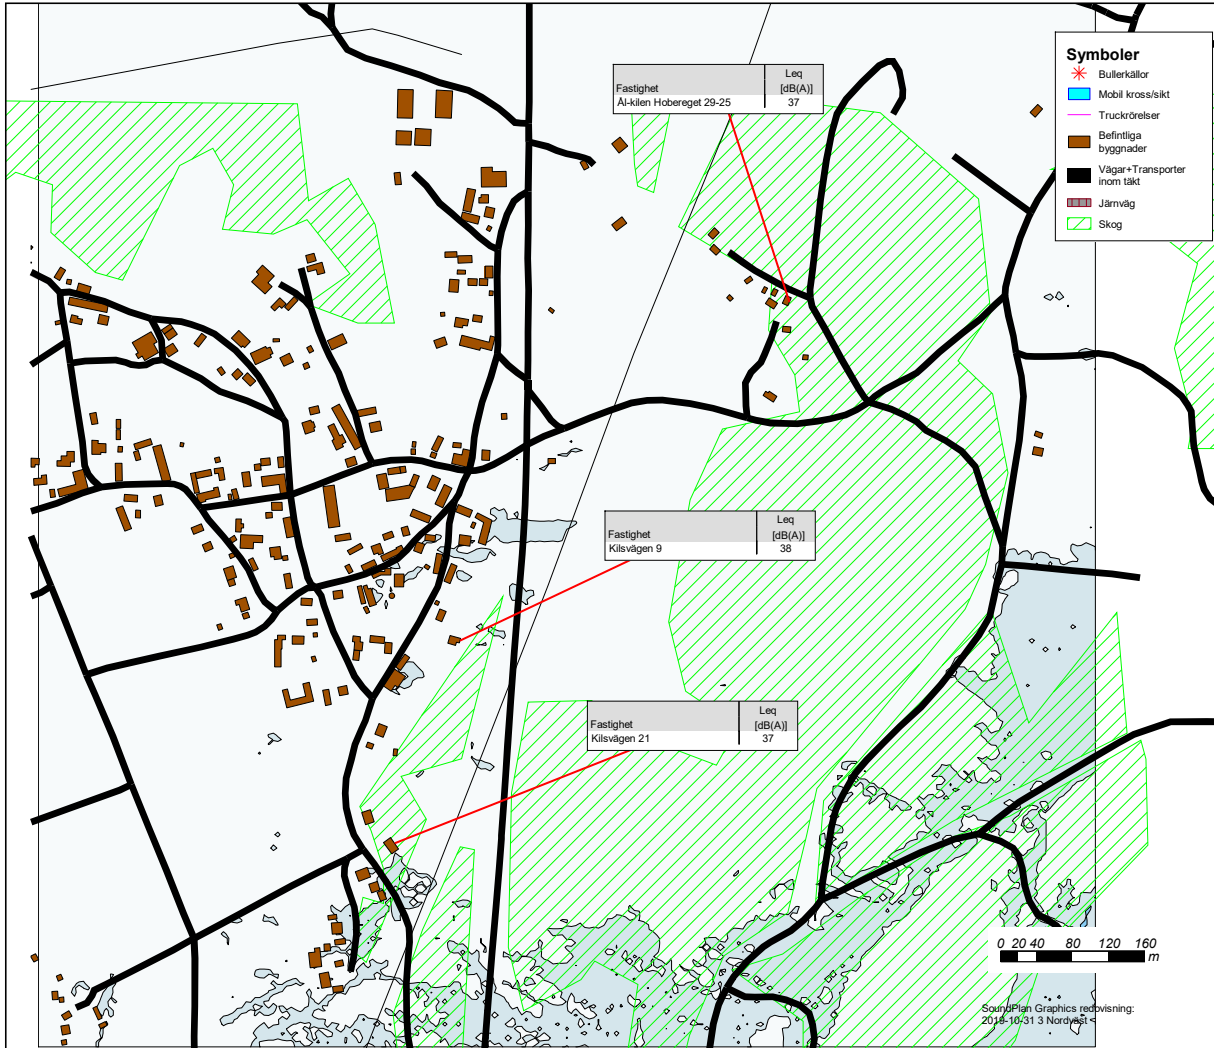 Leq
Fastighet [dB(A)]
Ål-kilen Hobereget 29-25 37
Symboler
Bullerkällor
Mobil kross/sikt
Truckrörelser
Befintliga
byggnader
Vägar+Transporter
inom täkt
Järnväg
Skog
Leq
Fastighet [dB(A)]
Kilsvägen 9 38
Leq
Fastighet [dB(A)]
Kilsvägen 21 37
0 20 40 80 120 160
m
SoundPlan Graphics redovisning:
2019-10-31 3 Nordväst